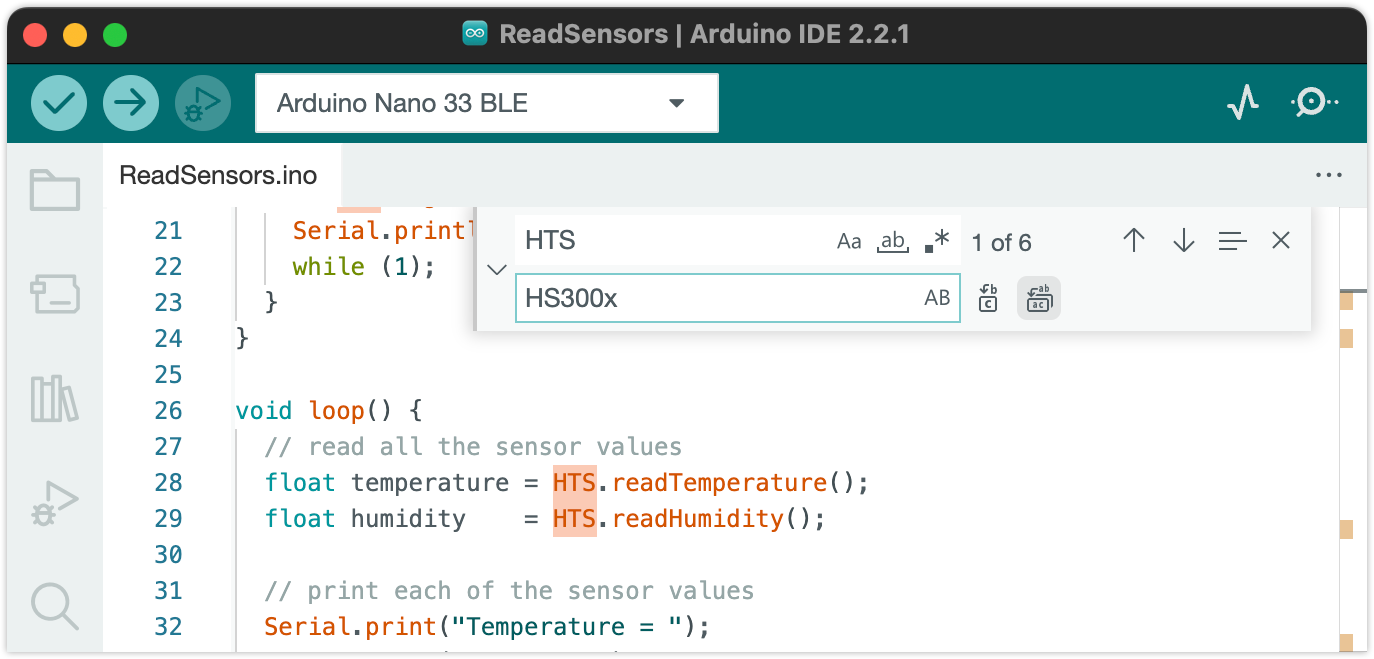 ReadSensors | Arduino IDE 2.2.1
Arduino Nano 33 BLE
ReadSensors.ino
HTS Aa ab .* 1 of 6
HS300x AB
21 Serial.printl
22 while (1);
23 }
24 }
25
26 void loop() {
27 // read all the sensor values
28 float temperature = HTS.readTemperature();
29 float humidity    = HTS.readHumidity();
30
31 // print each of the sensor values
32 Serial.print("Temperature = ");